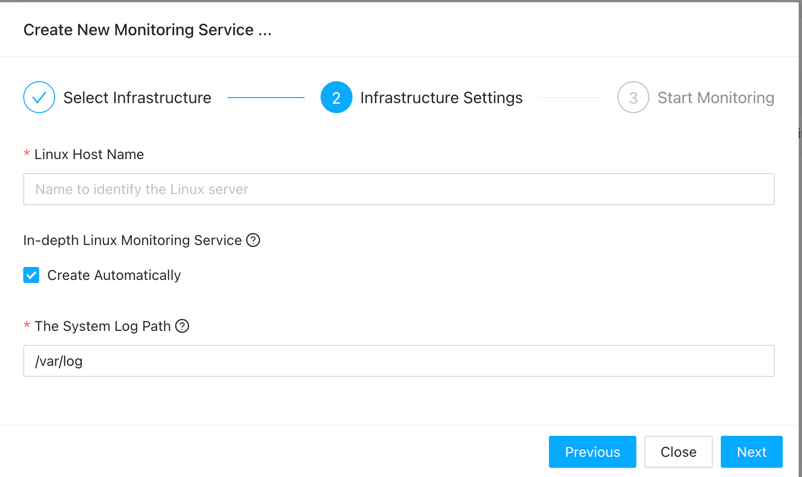 Create New Monitoring Service ...
Select Infrastructure
2 Infrastructure Settings
3 Start Monitoring
* Linux Host Name
Name to identify the Linux server
In-depth Linux Monitoring Service ?
Create Automatically
* The System Log Path ?
/var/log
Previous Close Next